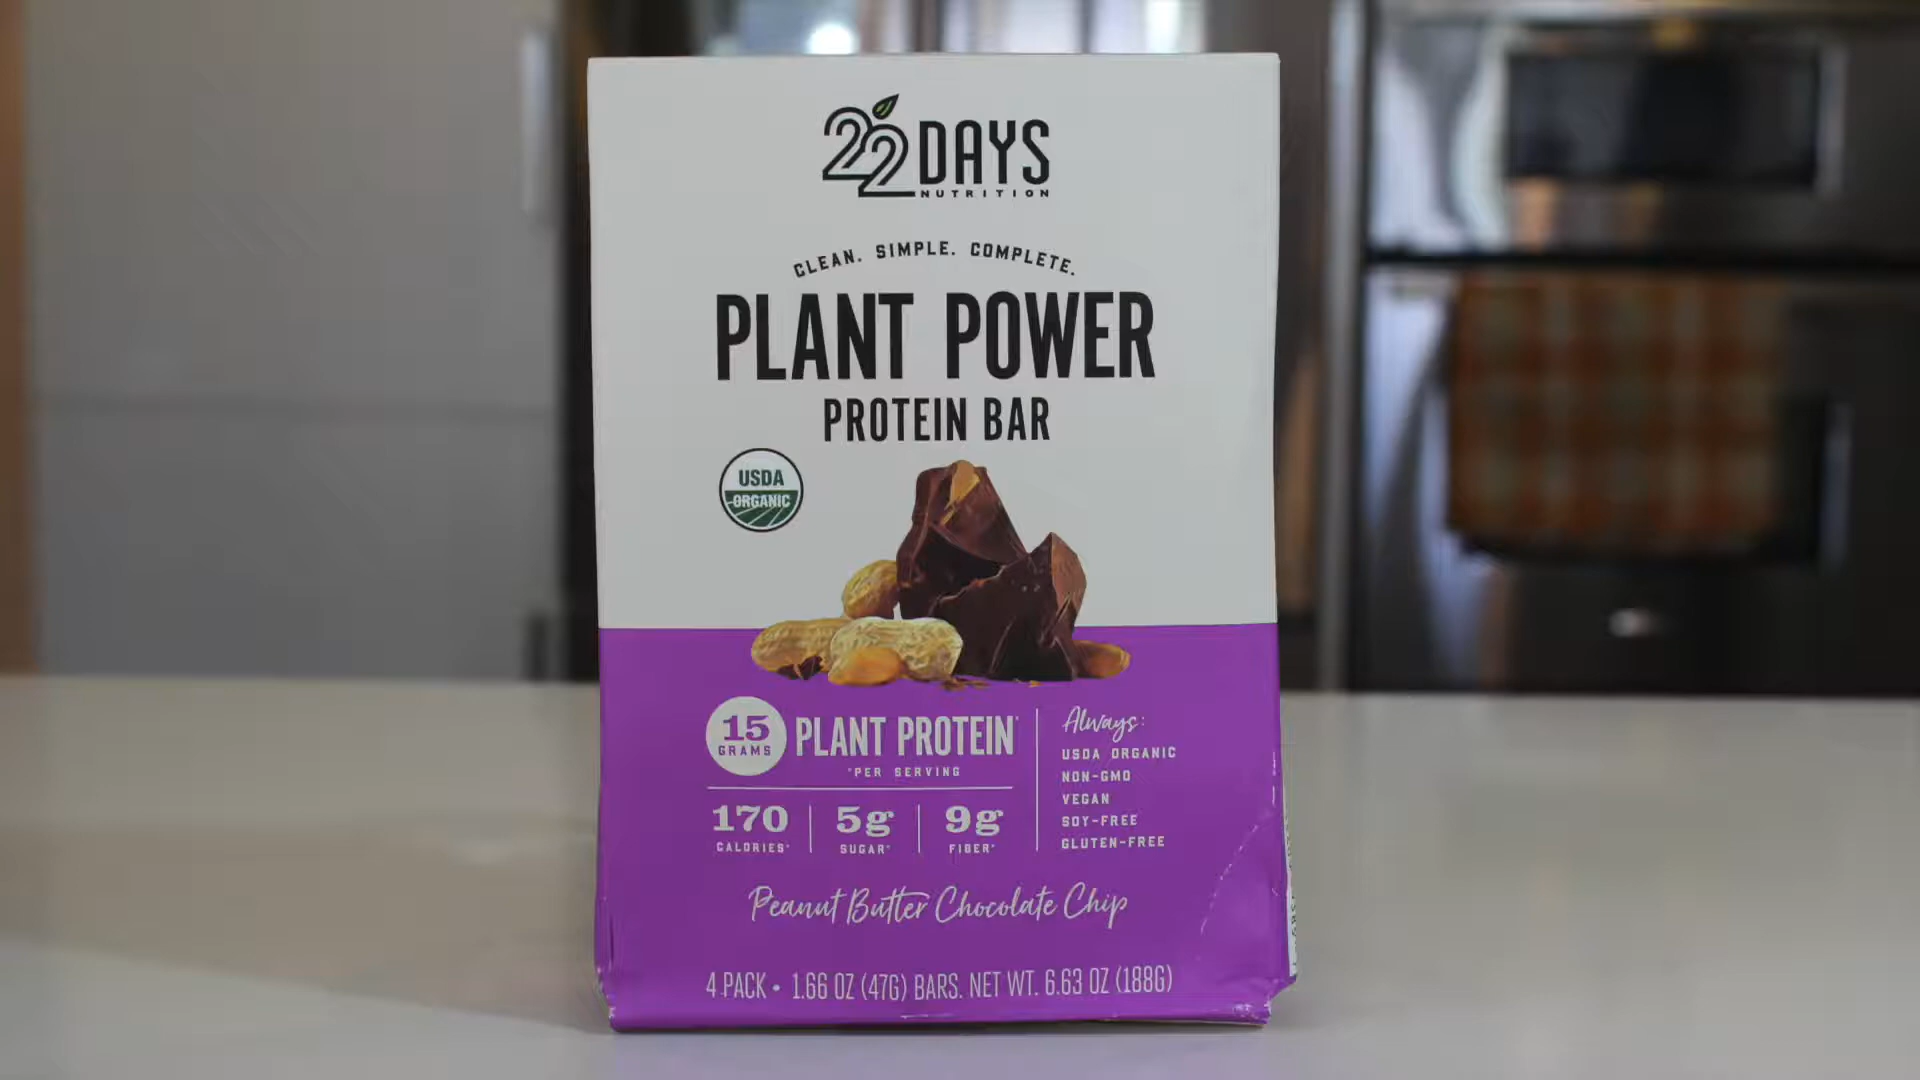 22 DAYS
NUTRITION
CLEAN. SIMPLE. COMPLETE.
PLANT POWER
PROTEIN BAR
USDA
ORGANIC
15
GRAMS
PLANT PROTEIN*
*PER SERVING
170
CALORIES*
5g
SUGAR*
9g
FIBER*
Always:
USDA ORGANIC
NON-GMO
VEGAN
SOY-FREE
GLUTEN-FREE
Peanut Butter Chocolate Chip
4 PACK • 1.66 OZ (47G) BARS. NET WT. 6.63 OZ (188G)